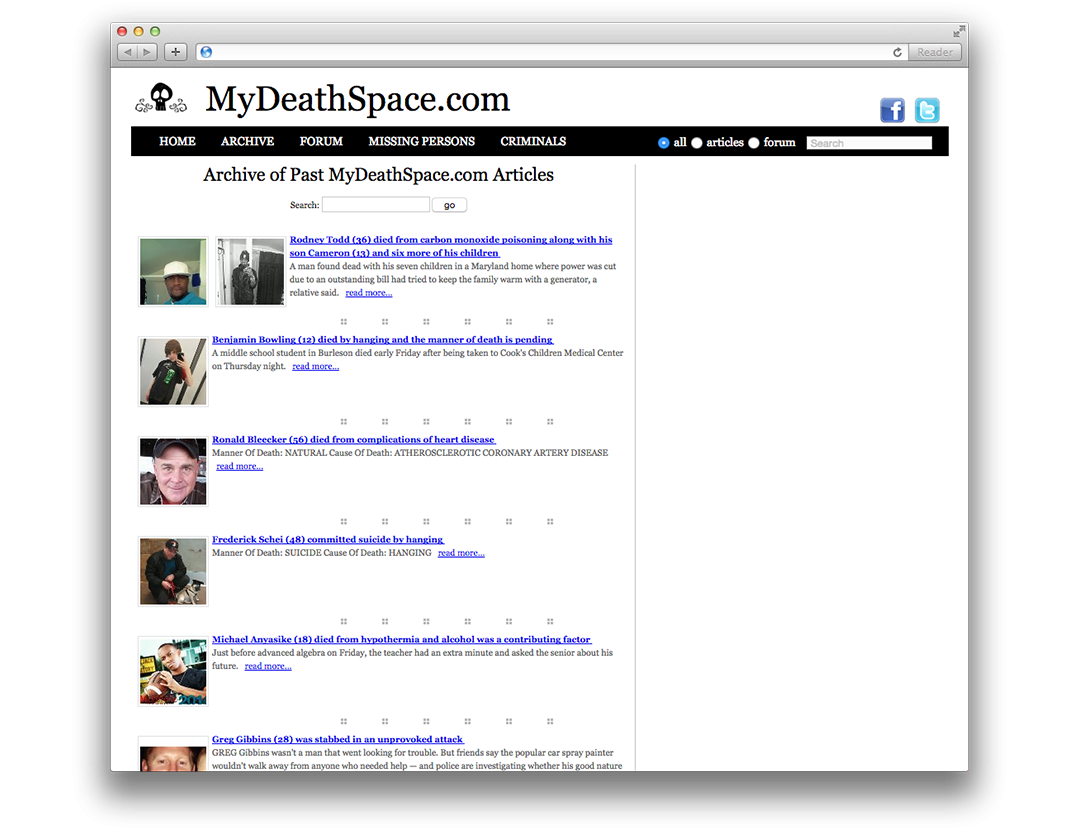 Reader
MyDeathSpace.com
HOME ARCHIVE FORUM MISSING PERSONS CRIMINALS all articles forum Search
Archive of Past MyDeathSpace.com Articles
Search: go
Rodney Todd (36) died from carbon monoxide poisoning along with his
son Cameron (13) and six more of his children
A man found dead with his seven children in a Maryland home where power was cut
due to an outstanding bill had tried to keep the family warm with a generator, a
relative said. read more...
Benjamin Bowling (12) died by hanging and the manner of death is pending
A middle school student in Burleson died early Friday after being taken to Cook's Children Medical Center
on Thursday night. read more...
Ronald Bleecker (56) died from complications of heart disease
Manner Of Death: NATURAL Cause Of Death: ATHEROSCLEROTIC CORONARY ARTERY DISEASE
read more...
Frederick Schei (48) committed suicide by hanging
Manner Of Death: SUICIDE Cause Of Death: HANGING read more...
Michael Anyasike (18) died from hypothermia and alcohol was a contributing factor
Just before advanced algebra on Friday, the teacher had an extra minute and asked the senior about his
future. read more...
Greg Gibbins (28) was stabbed in an unprovoked attack
GREG Gibbins wasn't a man that went looking for trouble. But friends say the popular car spray painter
wouldn't walk away from anyone who needed help — and police are investigating whether his good nature